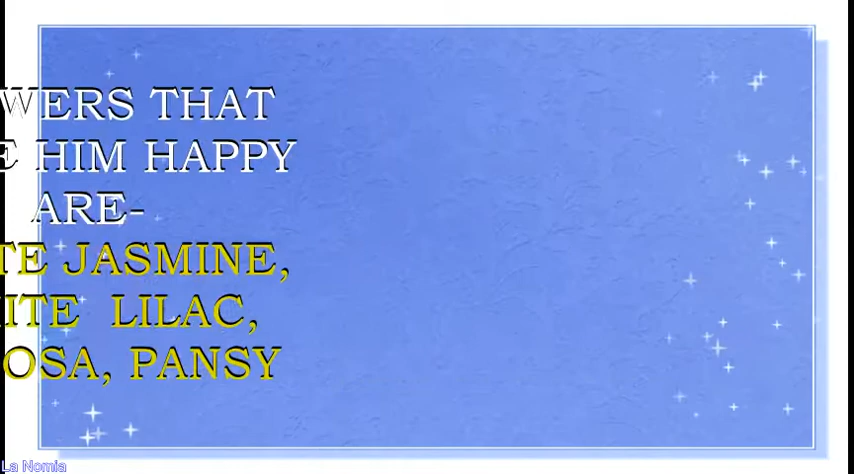 WERS THAT
E HIM HAPPY
ARE-
TE JASMINE,
ITE LILAC,
OSA, PANSY
La Nomia